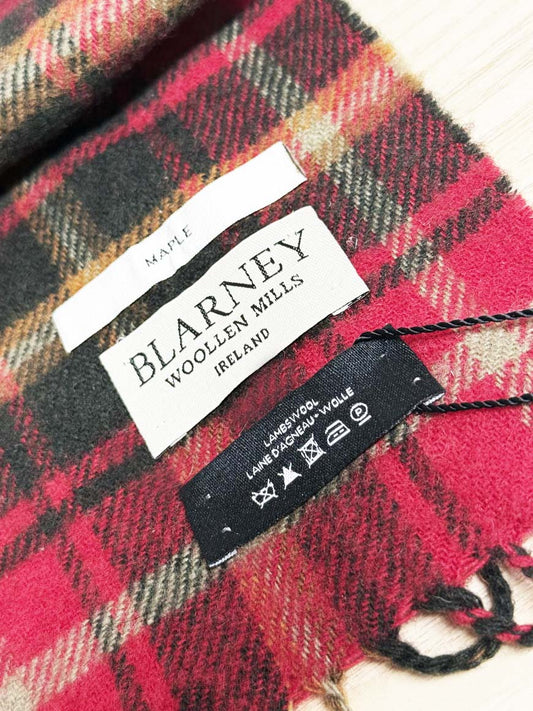 MAPLE
BLARNEY
WOOLLEN MILLS
IRELAND
LAMBSWOOL
LAINE D'AGNEAU • WOLLE
P